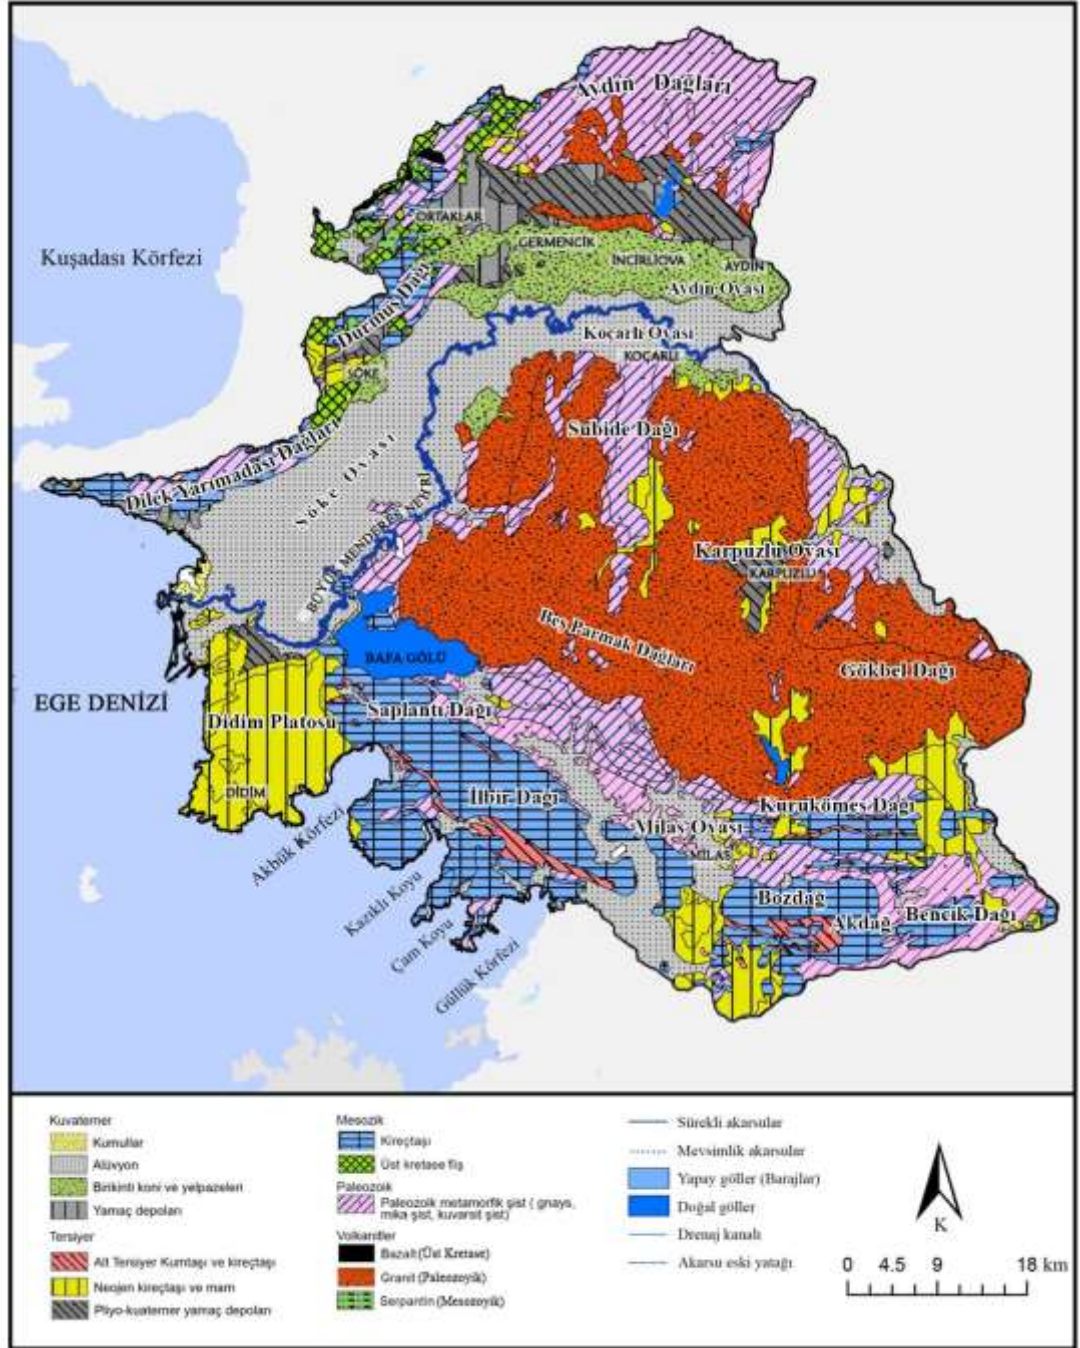 Aydın Dağları
ORTAKLAR
GERMENCİK
İNCİRLİOVA
AYDIN
Aydın Ovası
Kuşadası Körfezi
Durmuş Dağı
Koçarlı Ovası
KOÇARLI
SÖKE
Subide Dağı
Dilek Yarımadası Dağları
Söke Ovası
BÜYÜK MENDERES NEHRİ
Karpuzlu Ovası
KARPUZLU
Beş Parmak Dağları
BAFA GÖLÜ
Gökbel Dağı
EGE DENİZİ
Saplantı Dağı
Didim Platosu
DİDİM
İlbir Dağı
Kurukömes Dağı
Akbük Körfezi
Milas Ovası
MİLAS
Kazıklı Koyu
Bozdağ
Akdağ
Bencik Dağı
Çam Koyu
Güllük Körfezi
Kuvaterner
Kumullar
Alüvyon
Birikinti koni ve yelpazeleri
Yamaç depoları
Tersiyer
Alt Tersiyer Kumtaşı ve kireçtaşı
Neojen kireçtaşı ve marn
Pliyo-kuaterner yamaç depoları
Mesozik
Kireçtaşı
Üst kretase fliş
Paleozoik
Paleozoik metamorfik şist ( gnays,
mika şist, kuvarsit şist)
Volkanitler
Bazalt (Üst Kretase)
Granit (Paleozoyik)
Serpantin (Mesozoyik)
Sürekli akarsular
Mevsimlik akarsular
Yapay göller (Barajlar)
Doğal göller
Drenaj kanalı
Akarsu eski yatağı
K
0 4.5 9 18 km